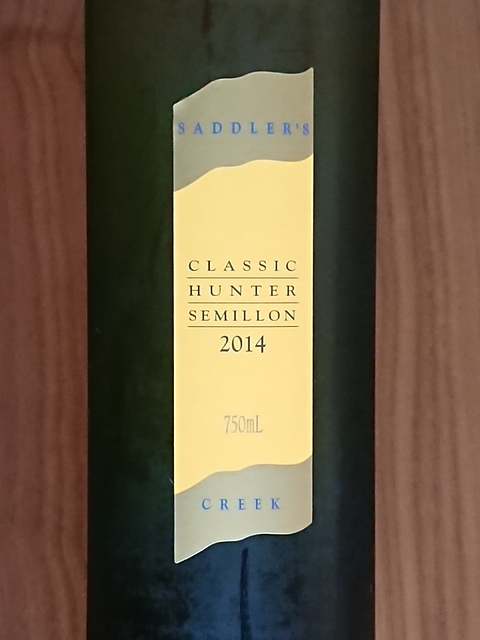 SADDLER'S
CLASSIC
HUNTER
SEMILLON
2014
750mL
CREEK